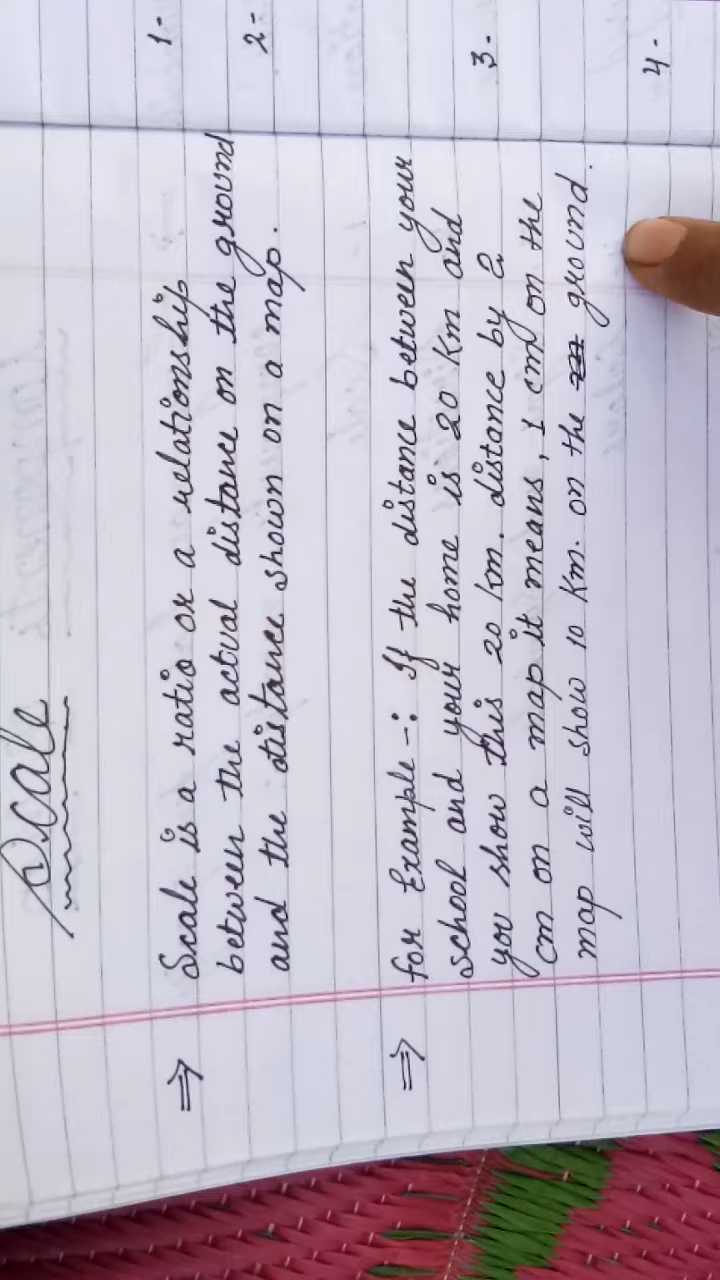 Scale
⇒ Scale is a ratio or a relationship
between the actual distance on the ground
and the distance shown on a map.
⇒ for Example -: If the distance between your
school and your home is 20 Km and
you show this 20 km. distance by 2
cm on a map it means, 1 cm on the
map will show 10 Km. on the ground.
1-
2-
3-
4-